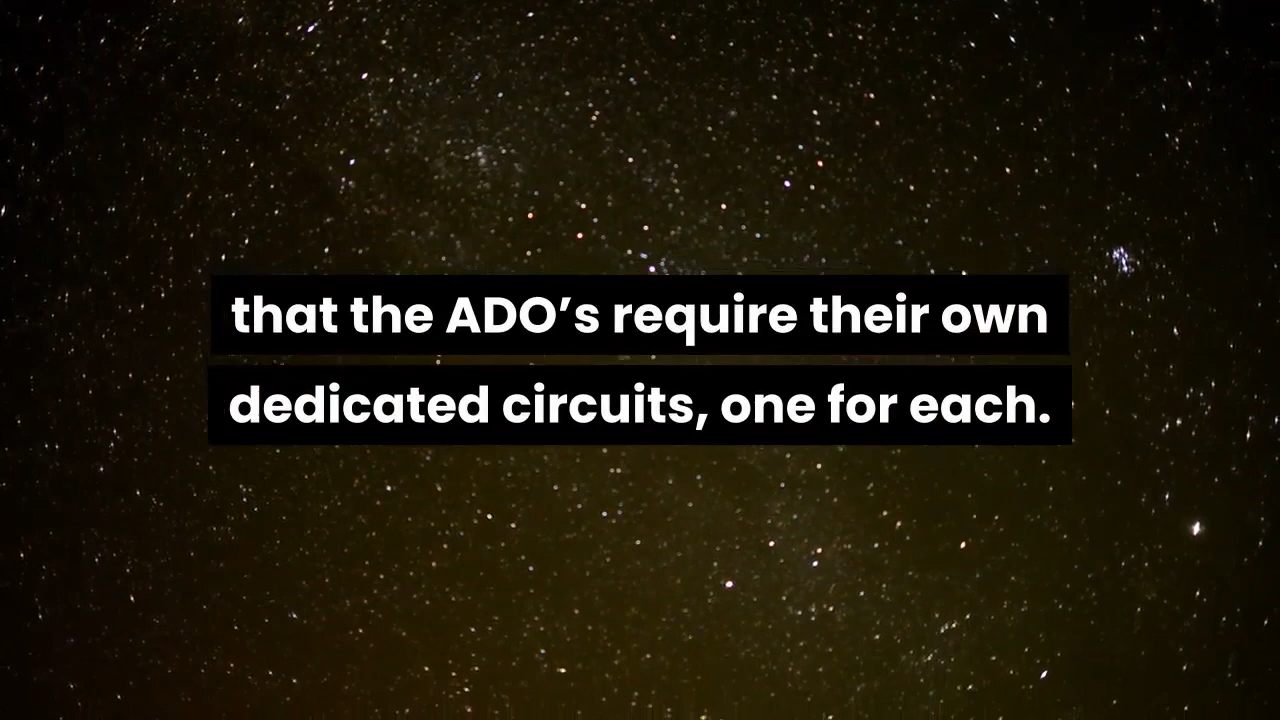 that the ADO’s require their own
dedicated circuits, one for each.